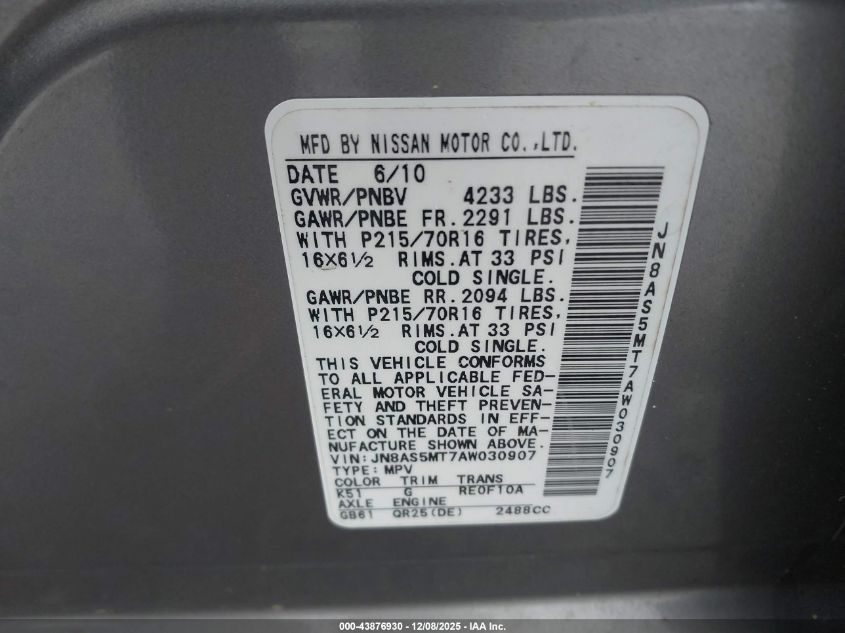 MFD BY NISSAN MOTOR CO.,LTD.
DATE 6/10
GVWR/PNBV 4233 LBS.
GAWR/PNBE FR.2291 LBS.
WITH P215/70R16 TIRES,
16X6½ RIMS.AT 33 PSI
COLD SINGLE.
GAWR/PNBE RR.2094 LBS.
WITH P215/70R16 TIRES,
16X6½ RIMS.AT 33 PSI
COLD SINGLE.
THIS VEHICLE CONFORMS
TO ALL APPLICABLE FED-
ERAL MOTOR VEHICLE SA-
FETY AND THEFT PREVEN-
TION STANDARDS IN EFF-
ECT ON THE DATE OF MA-
NUFACTURE SHOWN ABOVE.
VIN:JN8AS5MT7AW030907
TYPE:MPV
COLOR TRIM TRANS
K51 G RE0F10A
AXLE ENGINE
GB61 QR25(DE) 2488CC
JN8AS5MT7AW030907
000-43876930 - 12/08/2025 - IAA Inc.